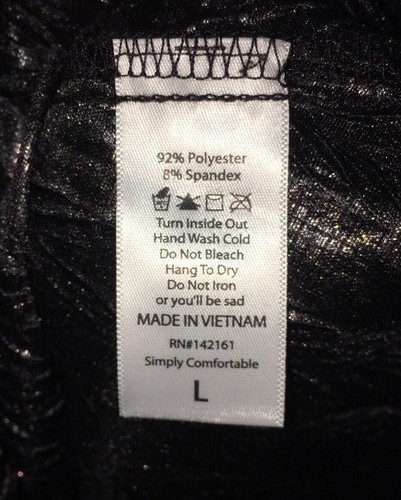 92% Polyester
8% Spandex
Turn Inside Out
Hand Wash Cold
Do Not Bleach
Hang To Dry
Do Not Iron
or you'll be sad
MADE IN VIETNAM
RN#142161
Simply Comfortable
L